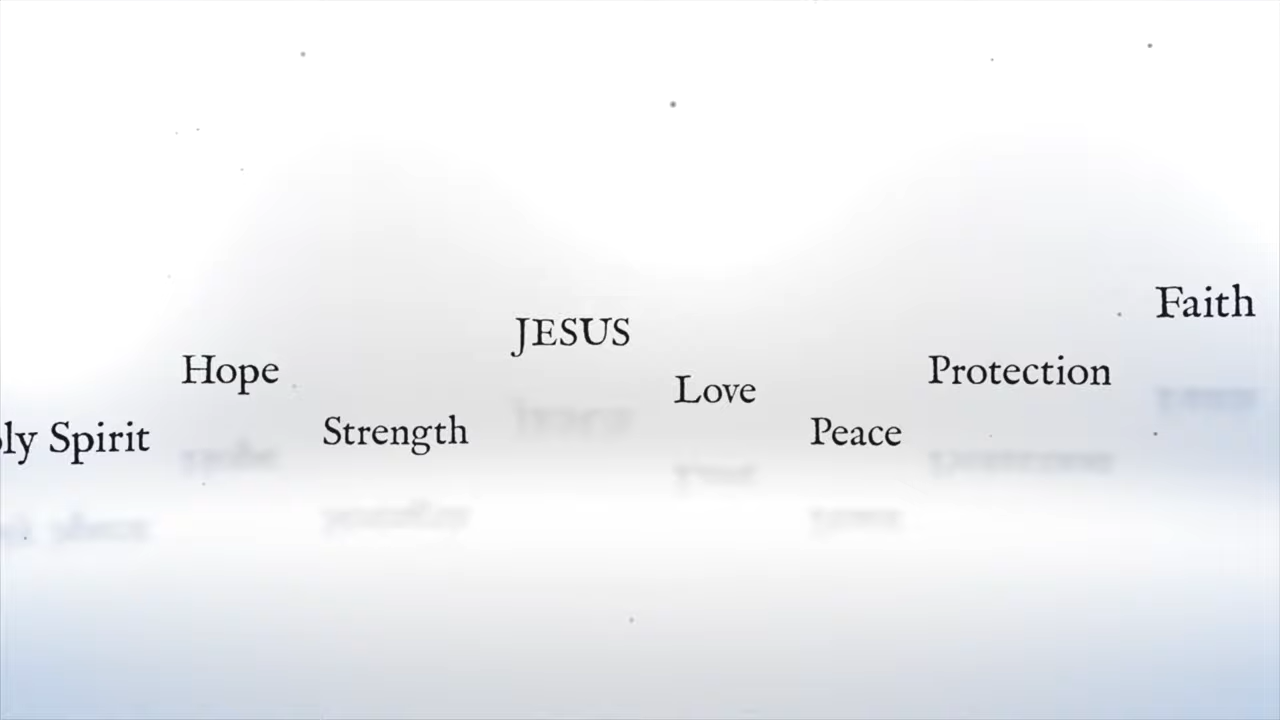 ly Spirit
Hope
Strength
JESUS
Love
Peace
Protection
Faith